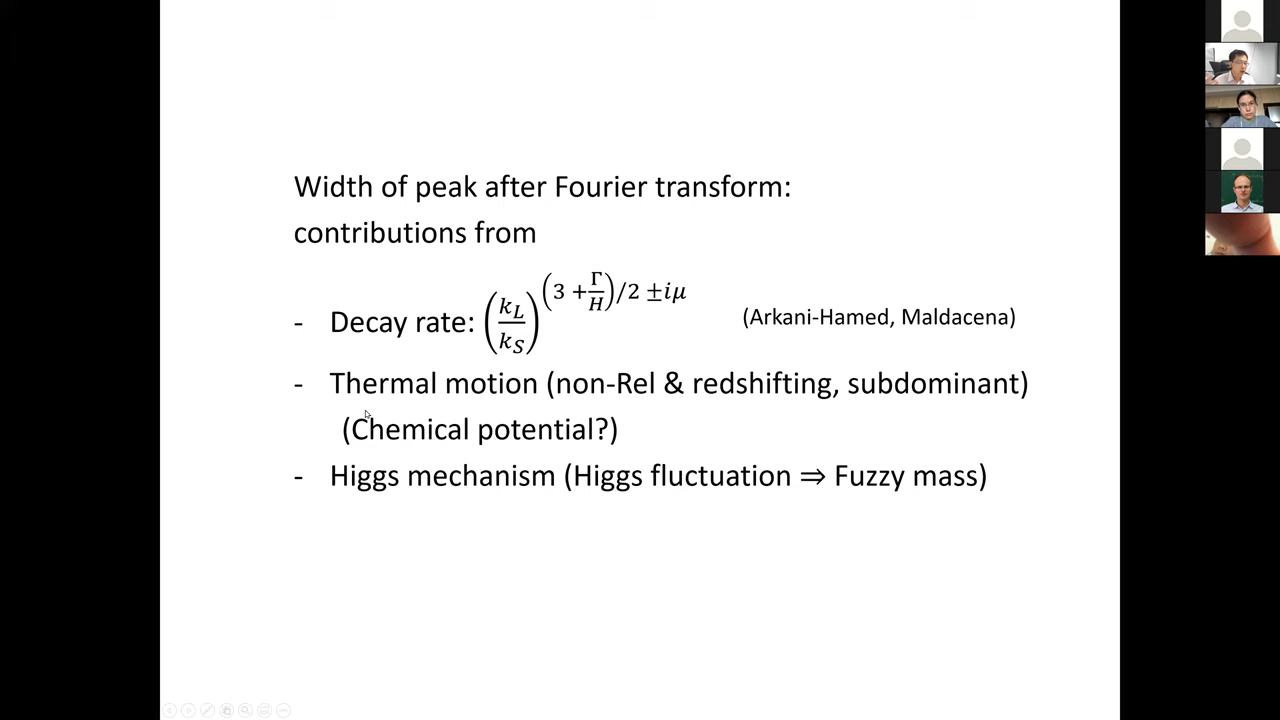 Width of peak after Fourier transform:
contributions from
- Decay rate: (k_L/k_S)^{(3 + Γ/H)/2 ± iμ} (Arkani-Hamed, Maldacena)
- Thermal motion (non-Rel & redshifting, subdominant)
(Chemical potential?)
- Higgs mechanism (Higgs fluctuation ⇒ Fuzzy mass)